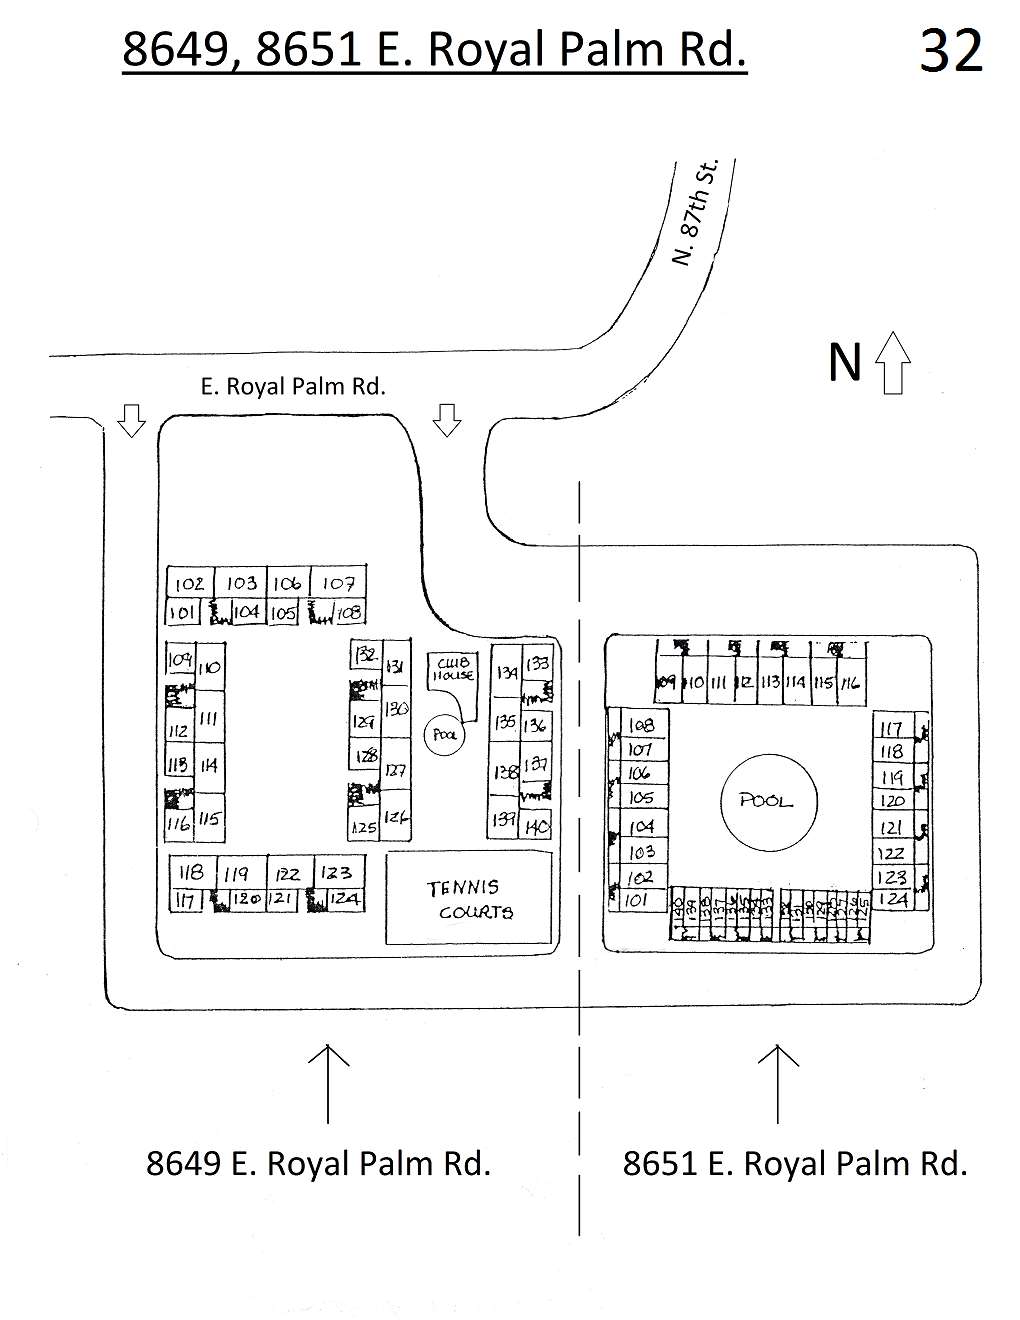 8649, 8651 E. Royal Palm Rd.
32
N. 87th St.
N
E. Royal Palm Rd.
102 103 106 107
101 104 105 108
109 110
112 111
113 114
116 115
118 119 122 123
117 120 121 124
132 131
129 130
128 127
125 126
CLUB
HOUSE
POOL
134 133
135 136
138 137
139 140
TENNIS
COURTS
109 110 111 112 113 114 115 116
108
107
106
105
104
103
102
101
POOL
117
118
119
120
121
122
123
124
140 139 138 137 136 135 134 133 132 131 130 129 128 127 126 125
8649 E. Royal Palm Rd.
8651 E. Royal Palm Rd.